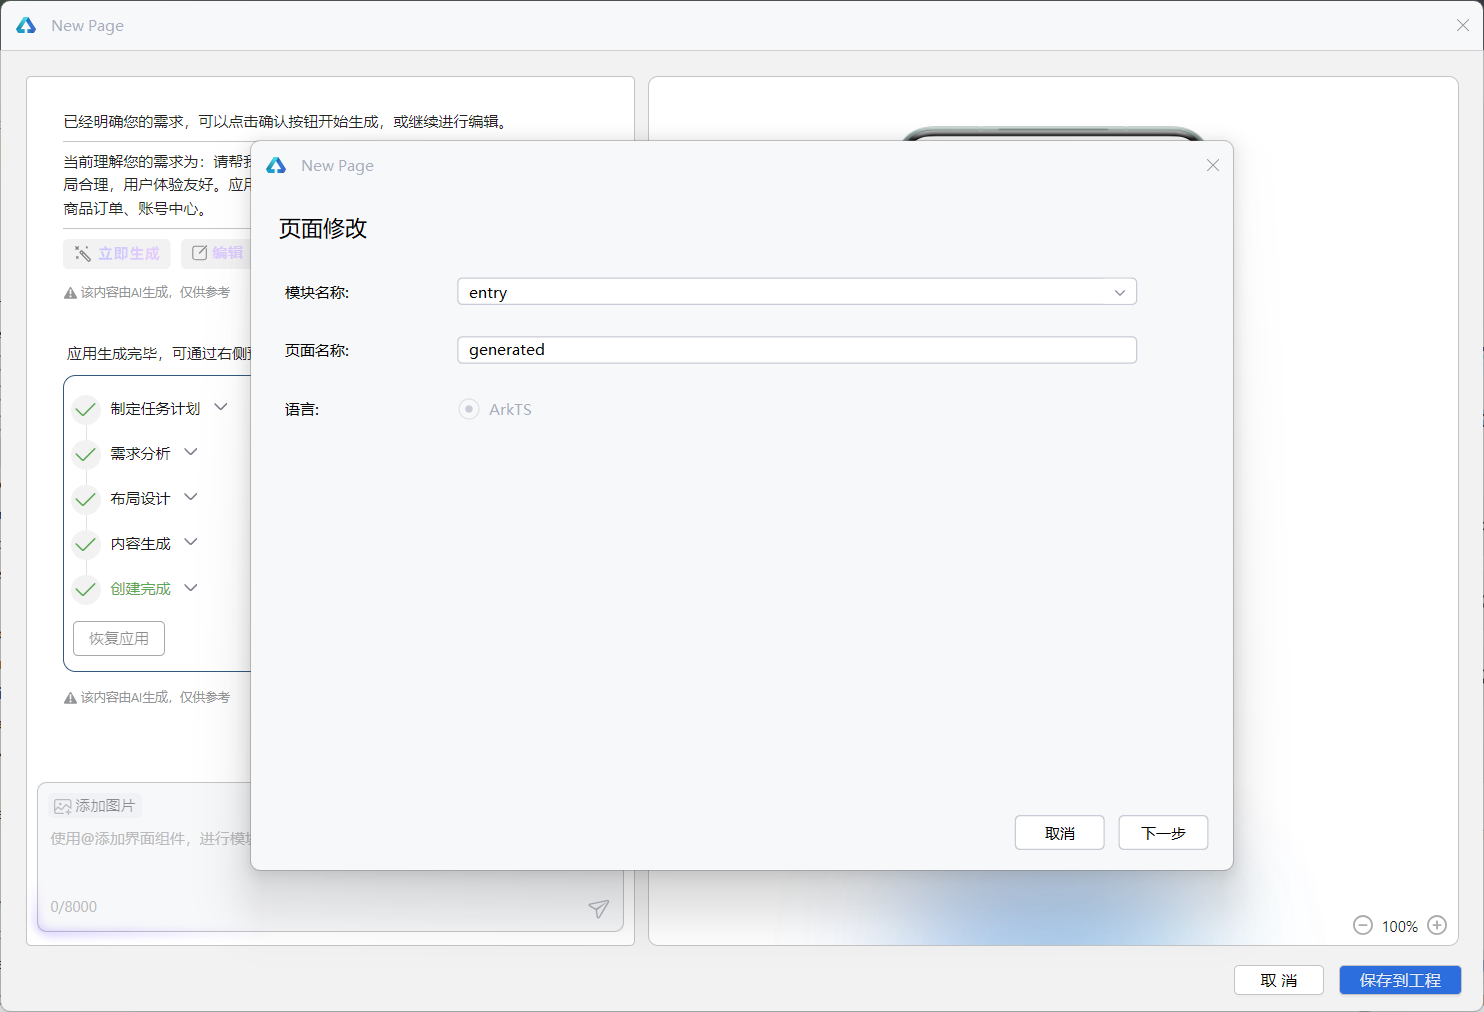 New Page
已经明确您的需求，可以点击确认按钮开始生成，或继续进行编辑。
当前理解您的需求为：请帮
局合理，用户体验友好。应
商品订单、账号中心。
立即生成
编辑
该内容由AI生成，仅供参考
应用生成完毕，可通过右侧
制定任务计划
需求分析
布局设计
内容生成
创建完成
恢复应用
该内容由AI生成，仅供参考
添加图片
使用@添加界面组件，进行模
0/8000
New Page
页面修改
模块名称:
entry
页面名称:
generated
语言:
ArkTS
取消
下一步
100%
取 消
保存到工程